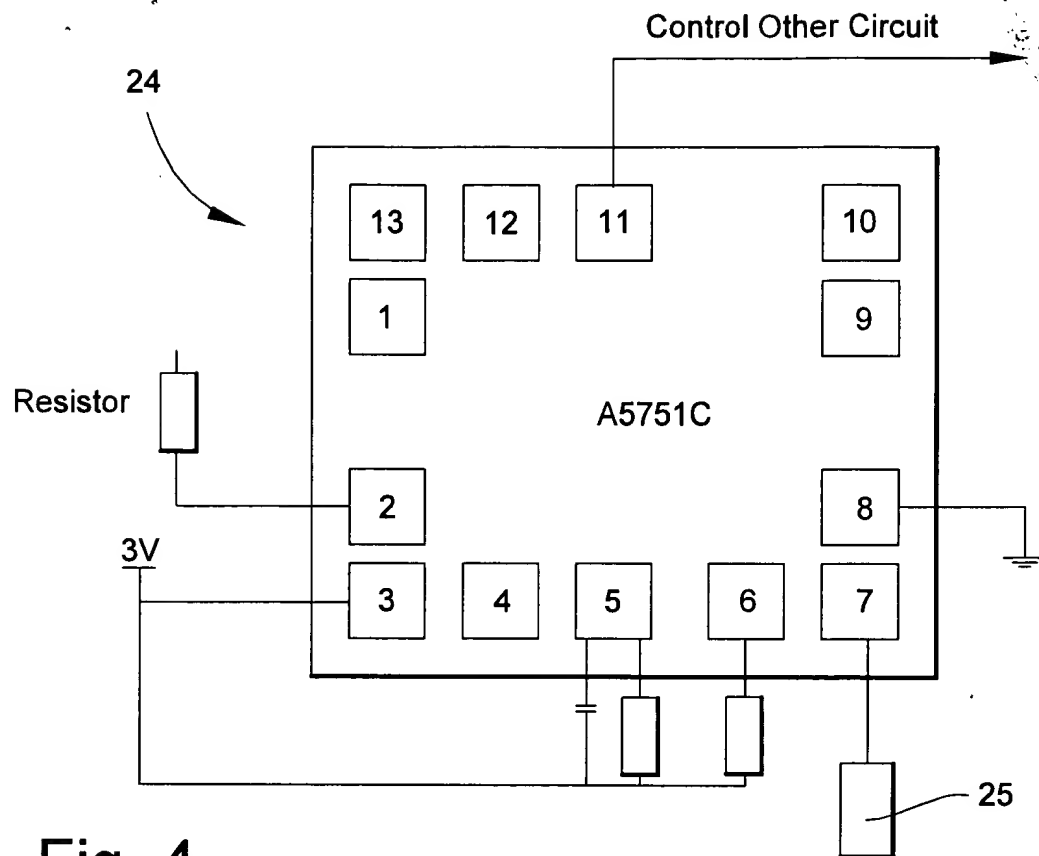 Control Other Circuit
24
13 12 11 10
1 9
Resistor
A5751C
2 8
3V
3 4 5 6 7
25
Fig. 4